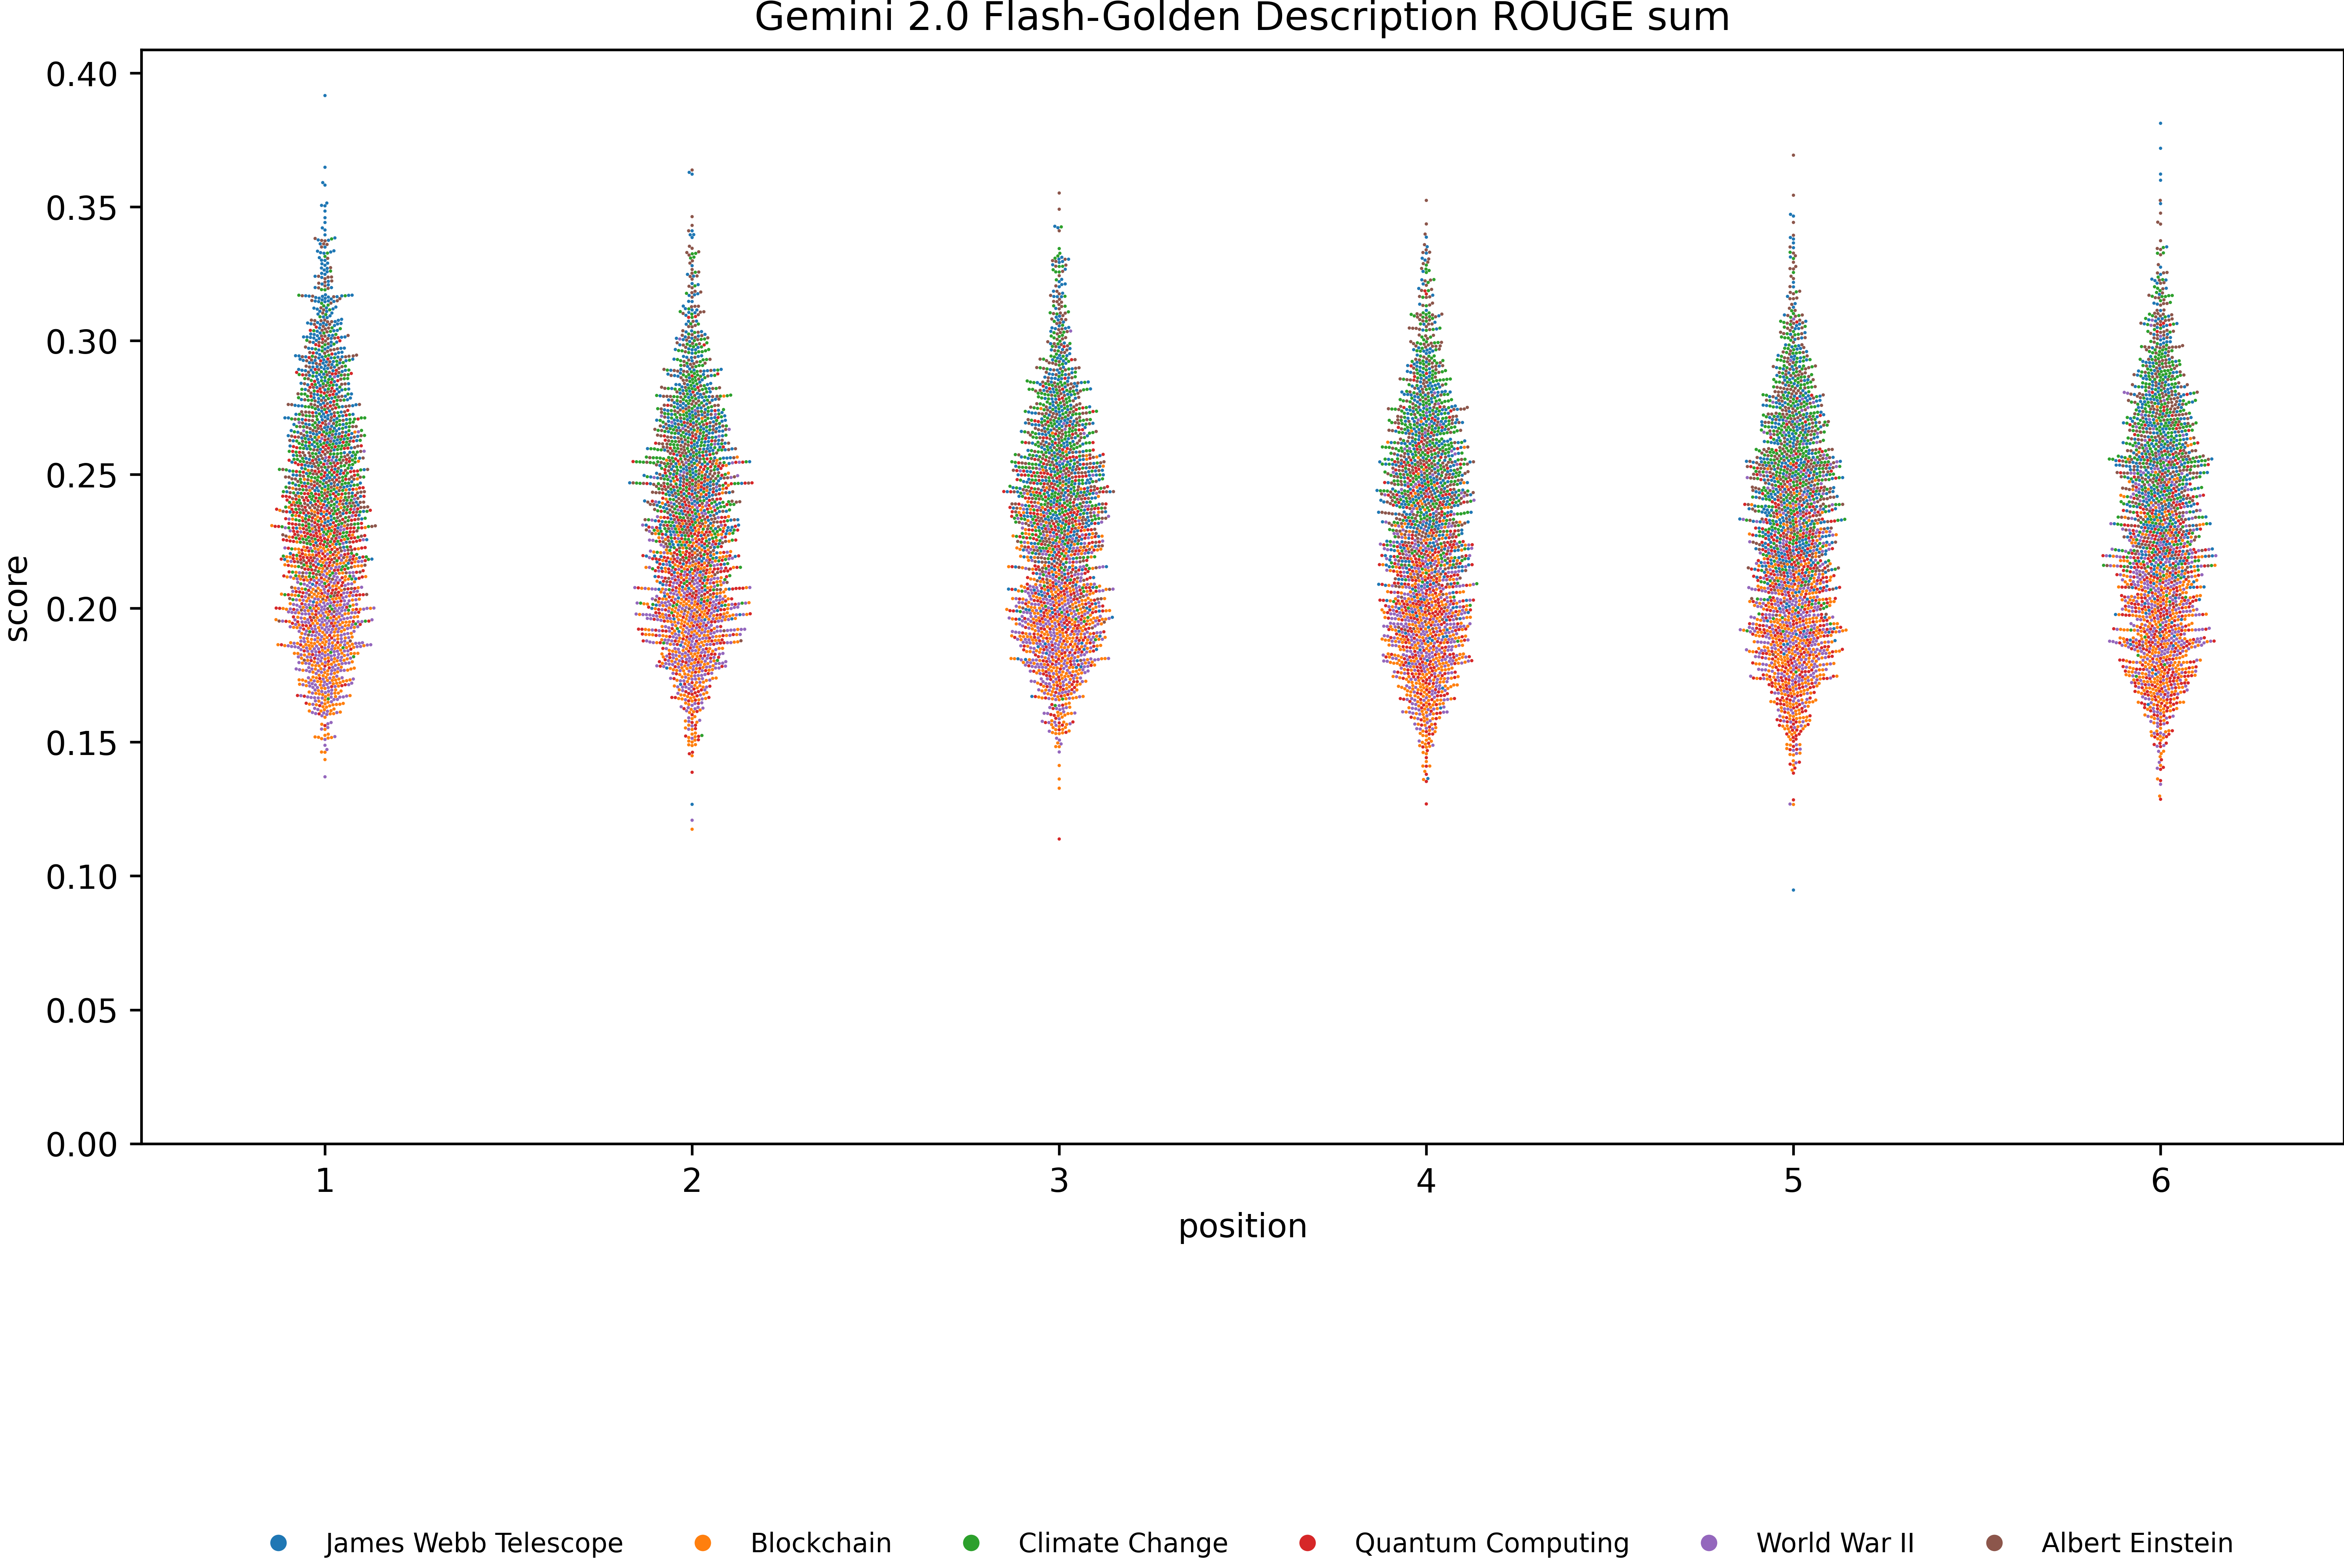 Gemini 2.0 Flash-Golden Description ROUGE sum
0.40
0.35
0.30
0.25
0.20
0.15
0.10
0.05
0.00
score
1 2 3 4 5 6
position
James Webb Telescope Blockchain Climate Change Quantum Computing World War II Albert Einstein